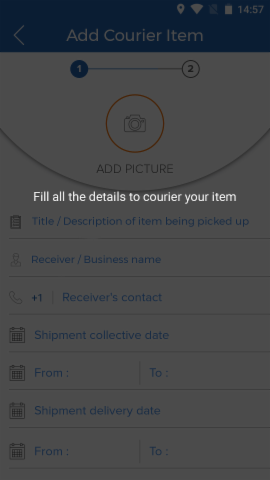 14:57
Add Courier Item
1 2
ADD PICTURE
Fill all the details to courier your item
Title / Description of item being picked up
Receiver / Business name
+1 Receiver's contact
Shipment collective date
From : To :
Shipment delivery date
From : To :